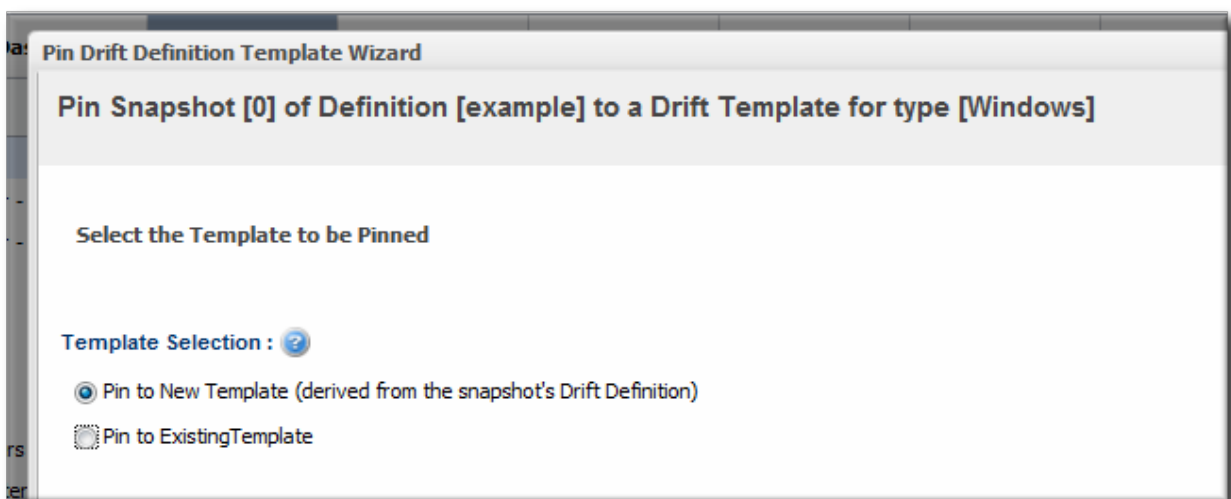 Pin Drift Definition Template Wizard
Pin Snapshot [0] of Definition [example] to a Drift Template for type [Windows]
Select the Template to be Pinned
Template Selection : ?
Pin to New Template (derived from the snapshot's Drift Definition)
Pin to ExistingTemplate